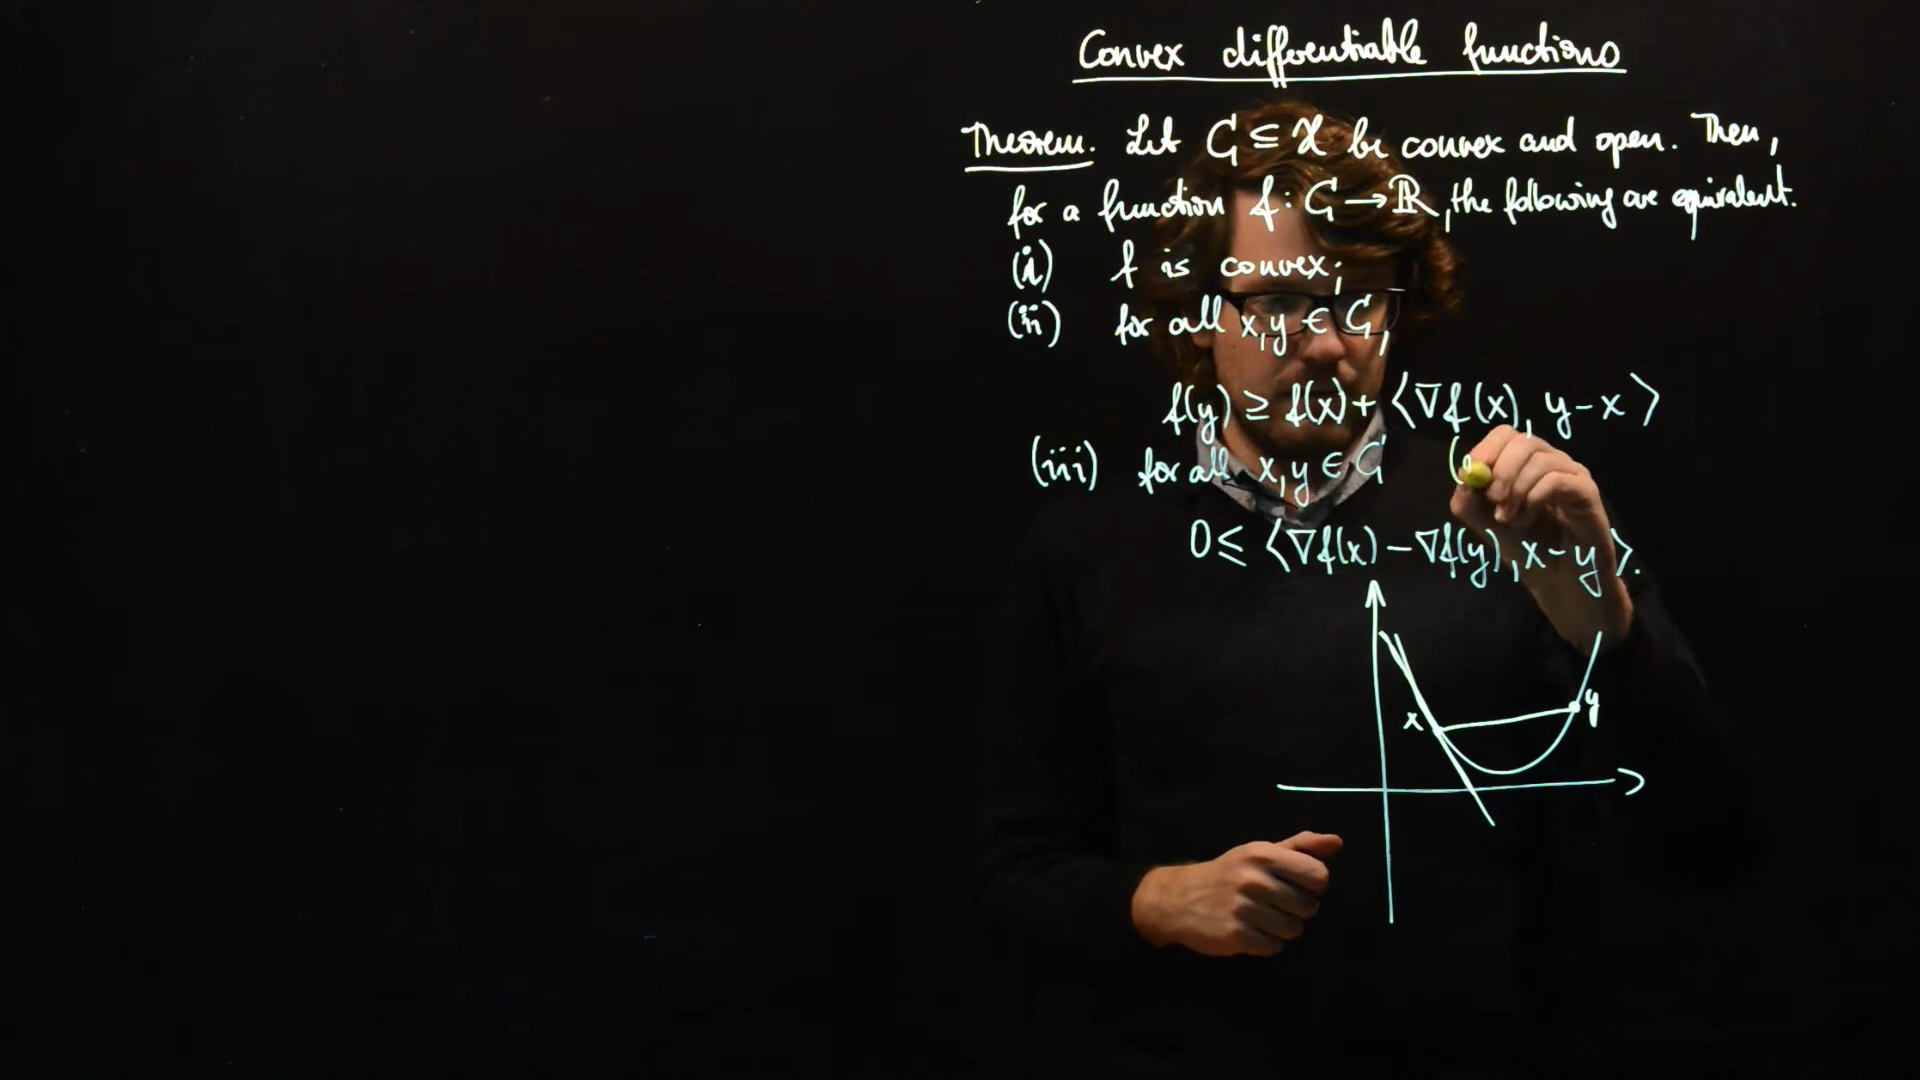 Convex differentiable functions
Theorem. Let G ⊆ X be convex and open. Then,
for a function f: G → ℝ, the following are equivalent.
(i) f is convex;
(ii) for all x,y ∈ G,
f(y) ≥ f(x) + ⟨∇f(x), y-x⟩
(iii) for all x,y ∈ G (
0 ≤ ⟨∇f(x) - ∇f(y), x-y⟩.
x y